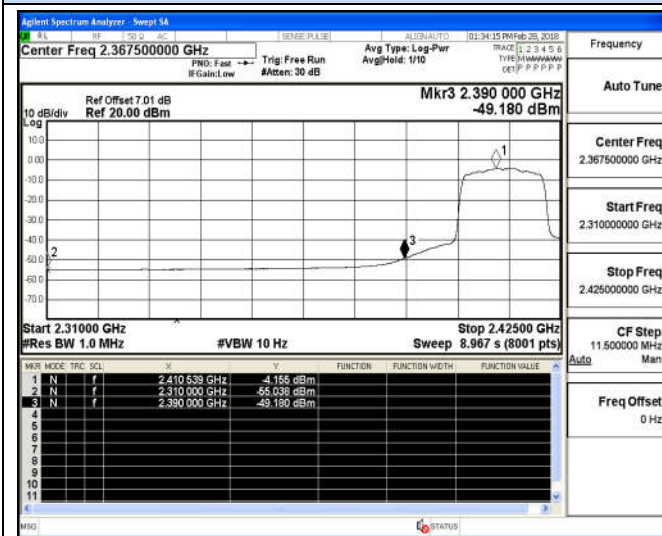 Agilent Spectrum Analyzer - Swept SA
RL RF 50 Ω AC SENSE:PULSE ALIGNAUTO 01:34:15 PM Feb 28, 2018
Center Freq 2.367500000 GHz
PNO: Fast
IFGain:Low
Trig: Free Run
#Atten: 30 dB
Avg Type: Log-Pwr
Avg|Hold: 1/10
TRACE 1 2 3 4 5 6
TYPE MWWWWW
DET P P P P P P
Frequency
Auto Tune
Center Freq
2.367500000 GHz
Start Freq
2.310000000 GHz
Stop Freq
2.425000000 GHz
CF Step
11.500000 MHz
Auto Man
Freq Offset
0 Hz
Mkr3 2.390 000 GHz
-49.180 dBm
Ref Offset 7.01 dB
10 dB/div Ref 20.00 dBm
Log
10.0
0.00
-10.0
-20.0
-30.0
-40.0
-50.0
-60.0
-70.0
1
2
3
Start 2.31000 GHz Stop 2.42500 GHz
#Res BW 1.0 MHz #VBW 10 Hz Sweep 8.967 s (8001 pts)
MKR MODE TRC SCL X Y FUNCTION FUNCTION WIDTH FUNCTION VALUE
1 N f 2.410 539 GHz -4.155 dBm
2 N f 2.310 000 GHz -55.038 dBm
3 N f 2.390 000 GHz -49.180 dBm
4
5
6
7
8
9
10
11
MSG STATUS